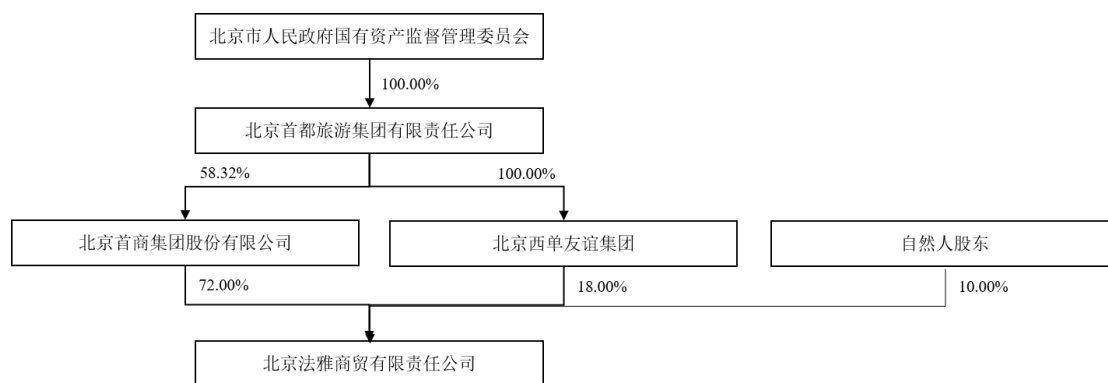 北京市人民政府国有资产监督管理委员会
100.00%
北京首都旅游集团有限责任公司
58.32%
100.00%
北京首商集团股份有限公司
北京西单友谊集团
自然人股东
72.00%
18.00%
10.00%
北京法雅商贸有限责任公司